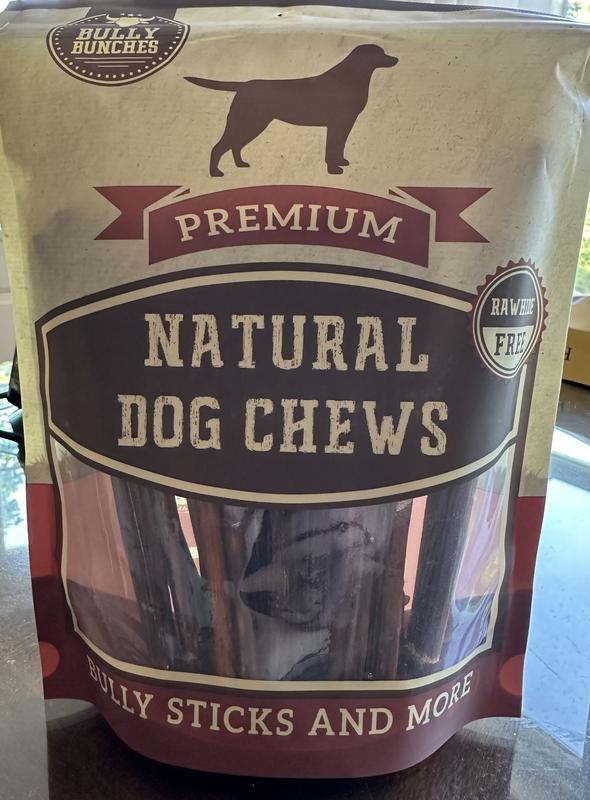 BULLY
BUNCHES
PREMIUM
RAWHIDE
FREE
NATURAL
DOG CHEWS
BULLY STICKS AND MORE